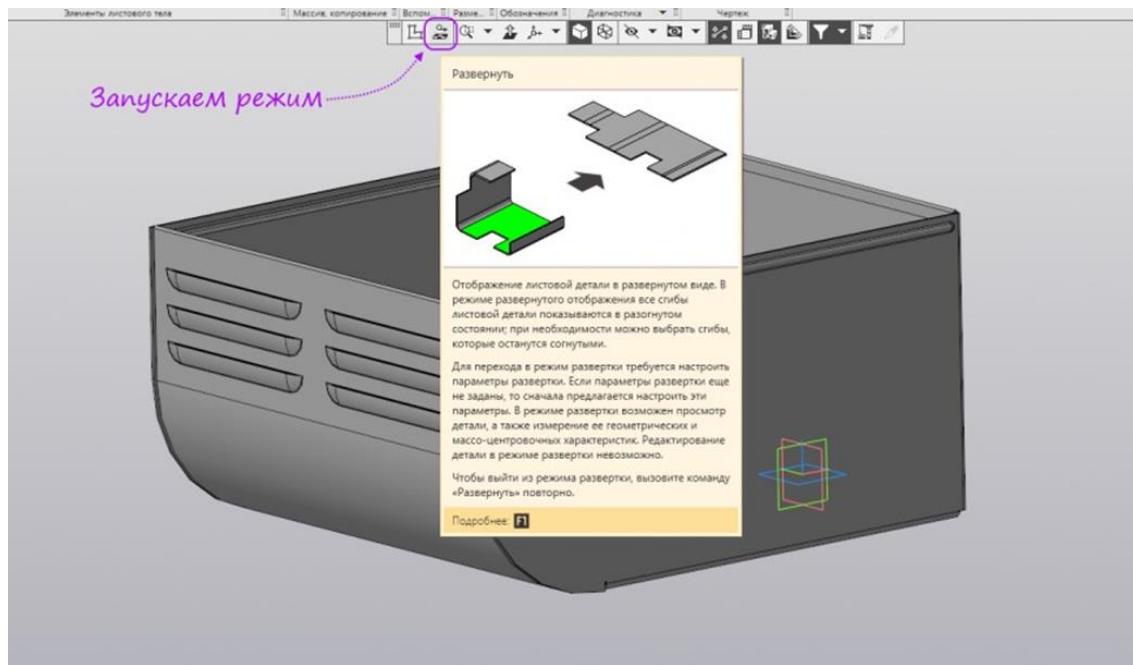 Элементы листового тела
Массив, копирование
Вспом...
Разме...
Обозначения
Диагностика
Чертеж
Запускаем режим
Развернуть
Отображение листовой детали в развернутом виде. В
режиме развернутого отображения все сгибы
листовой детали показываются в разогнутом
состоянии; при необходимости можно выбрать сгибы,
которые останутся согнутыми.
Для перехода в режим развертки требуется настроить
параметры развертки. Если параметры развертки еще
не заданы, то сначала предлагается настроить эти
параметры. В режиме развертки возможен просмотр
детали, а также измерение ее геометрических и
массо-центровочных характеристик. Редактирование
детали в режиме развертки невозможно.
Чтобы выйти из режима развертки, вызовите команду
«Развернуть» повторно.
Подробнее: F1